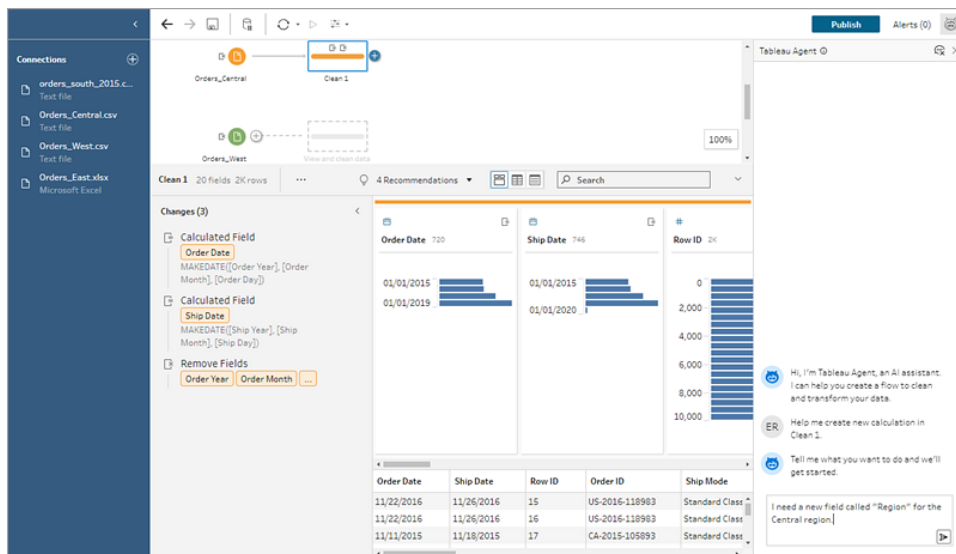 Publish
Alerts (0)
Connections
orders_south_2015.c...
Text file
Orders_Central.csv
Text file
Orders_West.csv
Text file
Orders_East.xlsx
Microsoft Excel
Orders_Central
Clean 1
Orders_West
View and clean data
100%
Clean 1 20 fields 2K rows ... 4 Recommendations Search
Changes (3)
Calculated Field
Order Date
MAKEDATE([Order Year], [Order
Month], [Order Day])
Calculated Field
Ship Date
MAKEDATE([Ship Year], [Ship
Month], [Ship Day])
Remove Fields
Order Year Order Month ...
Order Date 720
01/01/2015
01/01/2019
Ship Date 746
01/01/2015
01/01/2020
#
Row ID 2K
0
2,000
4,000
6,000
8,000
10,000
Order Date Ship Date Row ID Order ID Ship Mode
11/22/2016 11/26/2016 15 US-2016-118983 Standard Class
11/22/2016 11/26/2016 16 US-2016-118983 Standard Class
11/11/2015 11/18/2015 17 CA-2015-105893 Standard Class
Tableau Agent
Hi, I'm Tableau Agent, an AI assistant.
I can help you create a flow to clean
and transform your data.
ER
Help me create new calculation in
Clean 1.
Tell me what you want to do and we'll
get started.
I need a new field called "Region" for the
Central region.